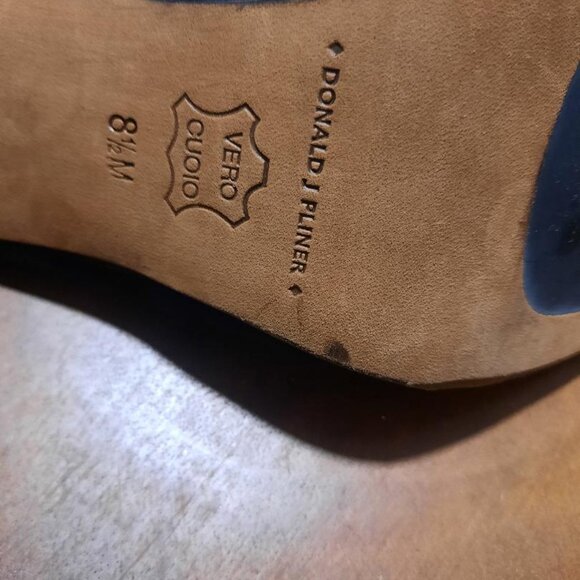 ◆ DONALD J PLINER ◆
VERO
CUOIO
8½M